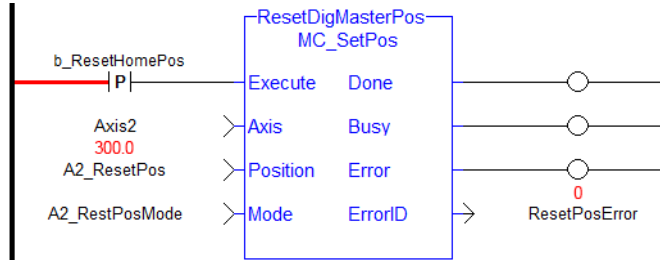 ResetDigMasterPos
MC_SetPos
b_ResetHomePos
P
Execute Done
Axis2
Axis Busy
300.0
A2_ResetPos
Position Error
0
A2_RestPosMode
Mode ErrorID
ResetPosError